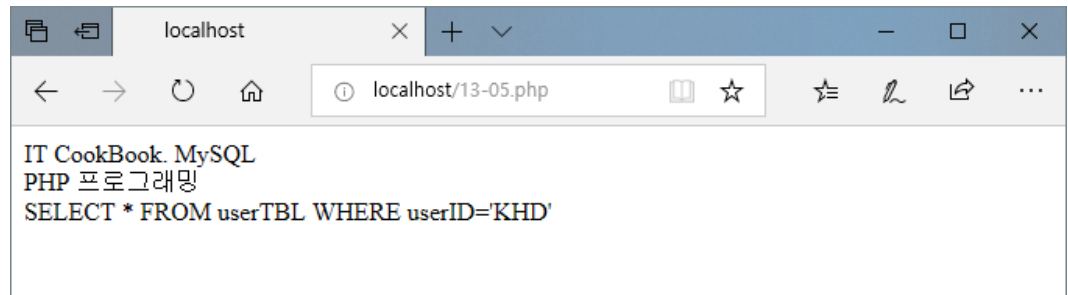 localhost
localhost/13-05.php
IT CookBook. MySQL
PHP 프로그래밍
SELECT * FROM userTBL WHERE userID='KHD'